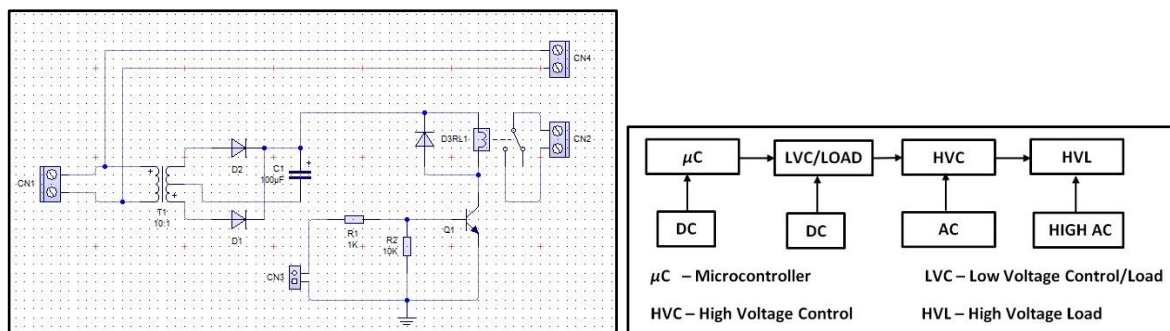 CN4
D3RL1
CN2
D2
C1
100µF
CN1
T1
10:1
D1
R1
1K
R2
10K
Q1
CN3
µC
LVC/LOAD
HVC
HVL
DC
DC
AC
HIGH AC
µC – Microcontroller
LVC – Low Voltage Control/Load
HVC – High Voltage Control
HVL – High Voltage Load